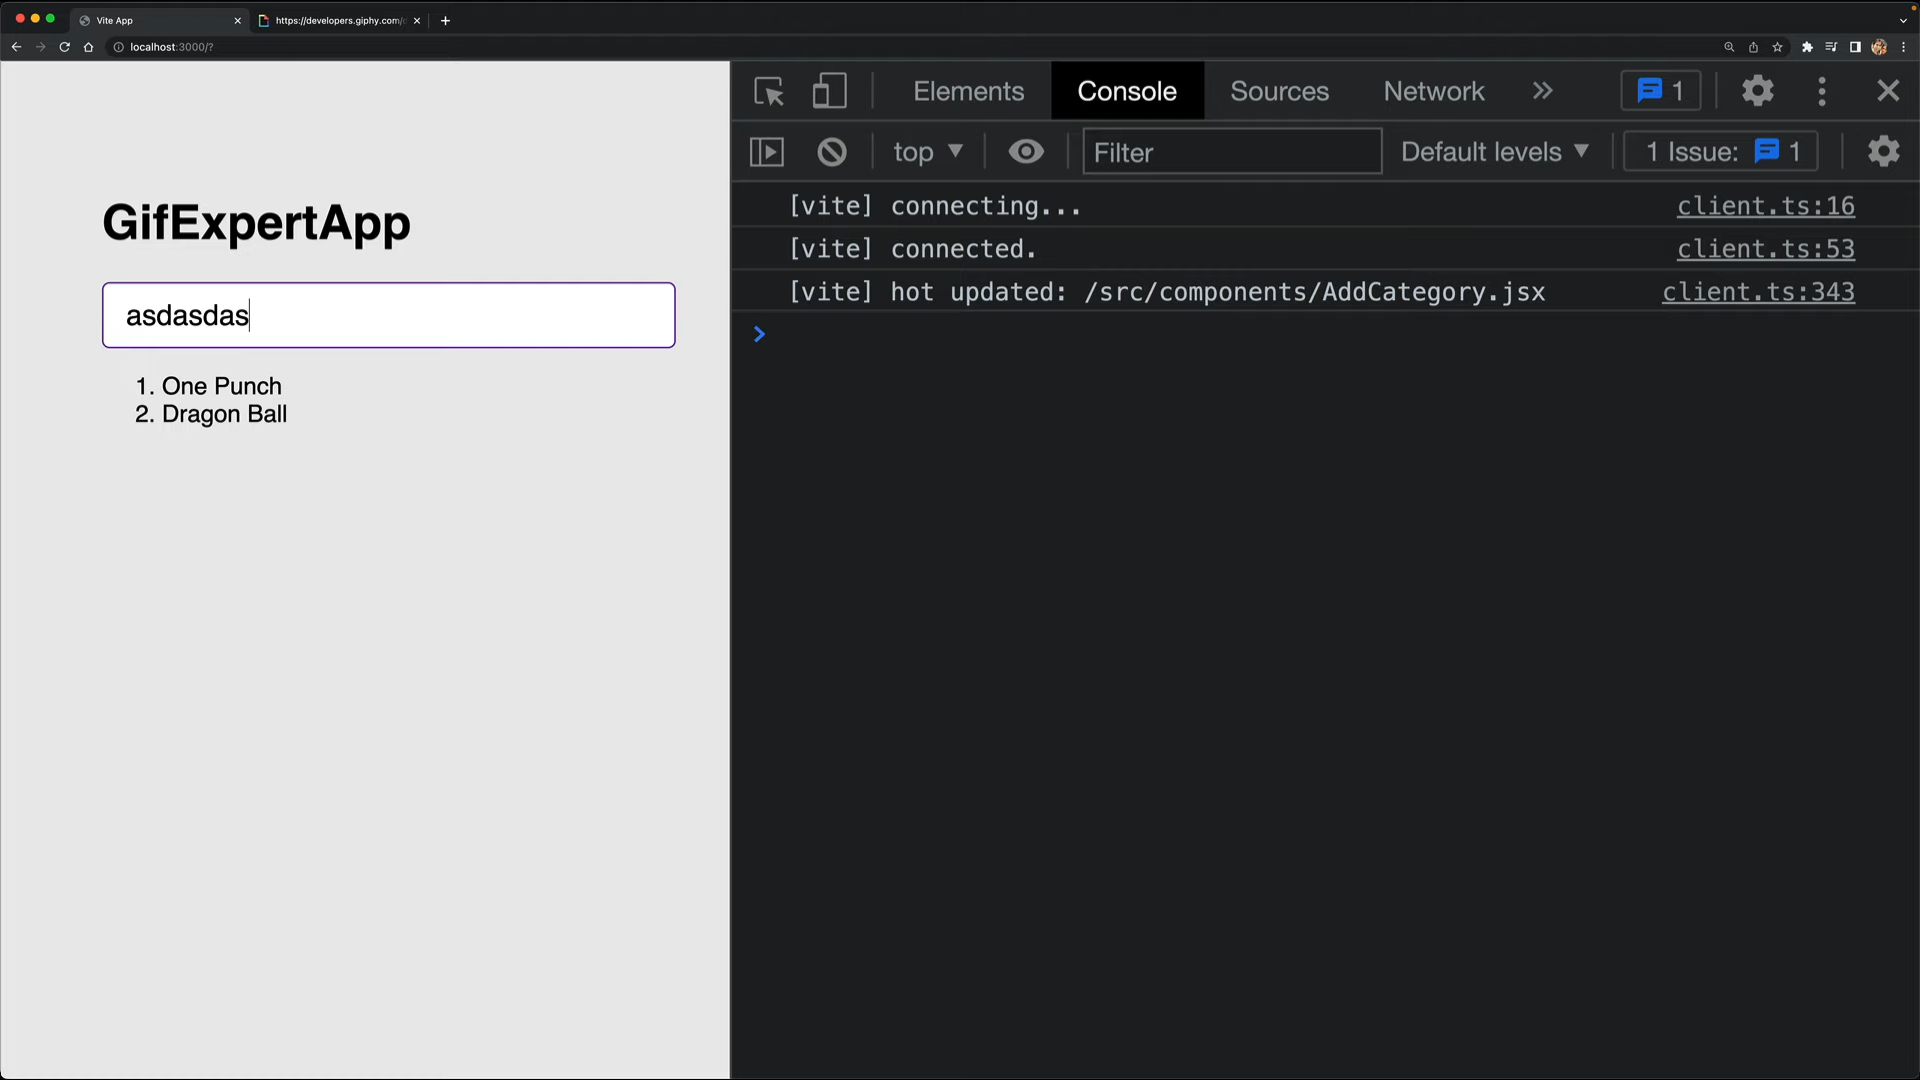 Vite App
https://developers.giphy.com/
localhost:3000/?
GifExpertApp
asdasdas
1. One Punch
2. Dragon Ball
Elements
Console
Sources
Network
1
top
Filter
Default levels
1 Issue: 1
[vite] connecting... client.ts:16
[vite] connected. client.ts:53
[vite] hot updated: /src/components/AddCategory.jsx client.ts:343